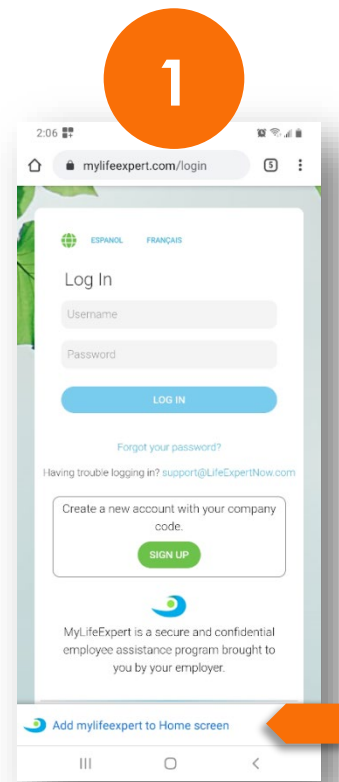 1
2:06
mylifeexpert.com/login
5
ESPANOL FRANÇAIS
Log In
Username
Password
LOG IN
Forgot your password?
Having trouble logging in? support@LifeExpertNow.com
Create a new account with your company
code.
SIGN UP
MyLifeExpert is a secure and confidential
employee assistance program brought to
you by your employer.
Add mylifeexpert to Home screen